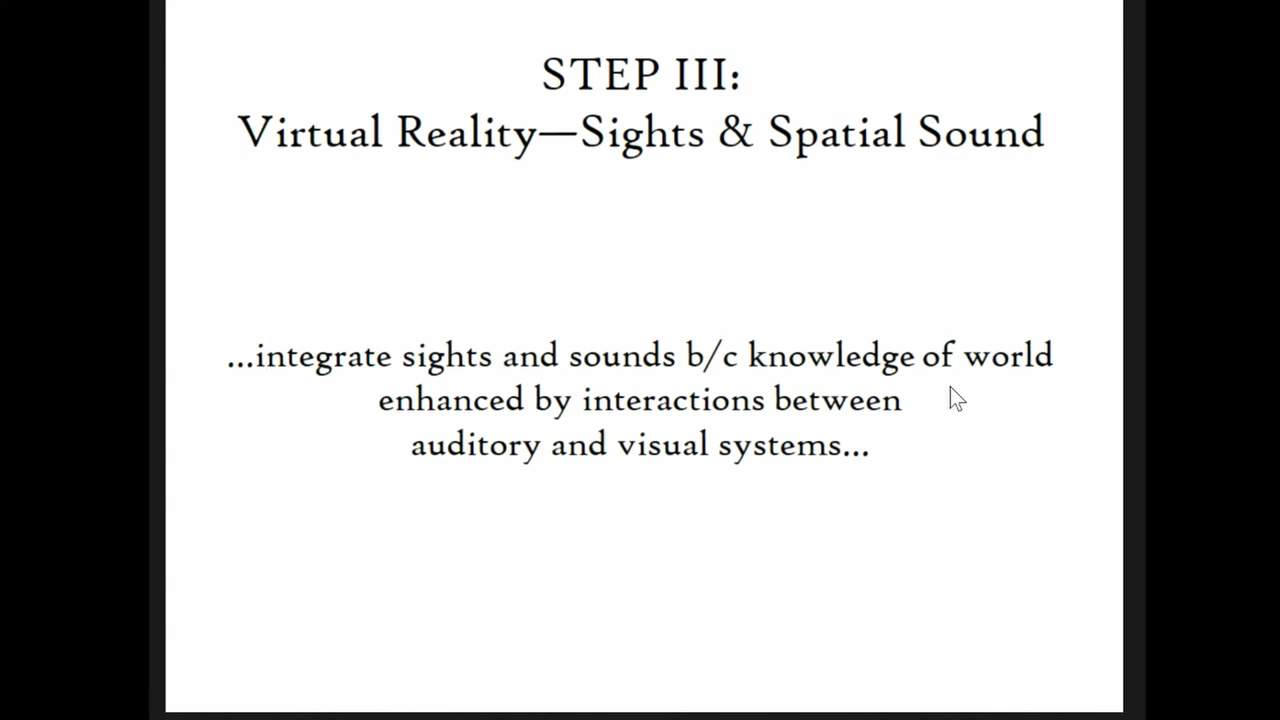 STEP III:
Virtual Reality—Sights & Spatial Sound
...integrate sights and sounds b/c knowledge of world
enhanced by interactions between
auditory and visual systems...